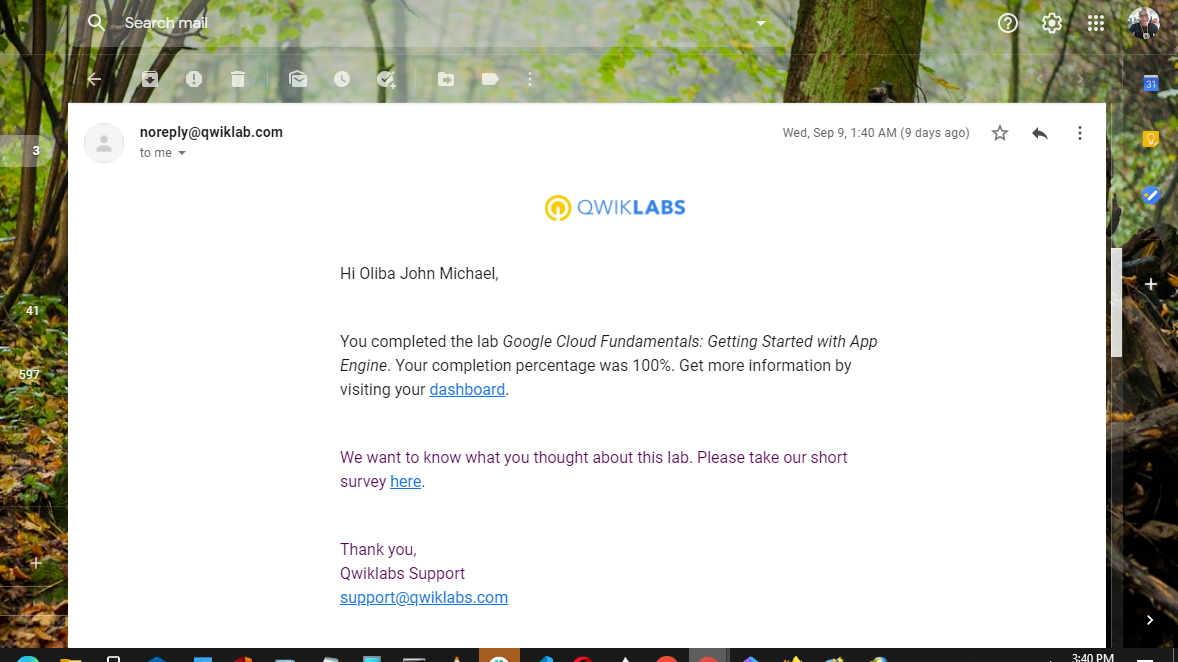 Search mail
31
noreply@qwiklab.com
Wed, Sep 9, 1:40 AM (9 days ago)
to me
3
QWIKLABS
Hi Oliba John Michael,
41
You completed the lab Google Cloud Fundamentals: Getting Started with App
Engine. Your completion percentage was 100%. Get more information by
visiting your dashboard.
597
We want to know what you thought about this lab. Please take our short
survey here.
Thank you,
Qwiklabs Support
support@qwiklabs.com
3:40 PM